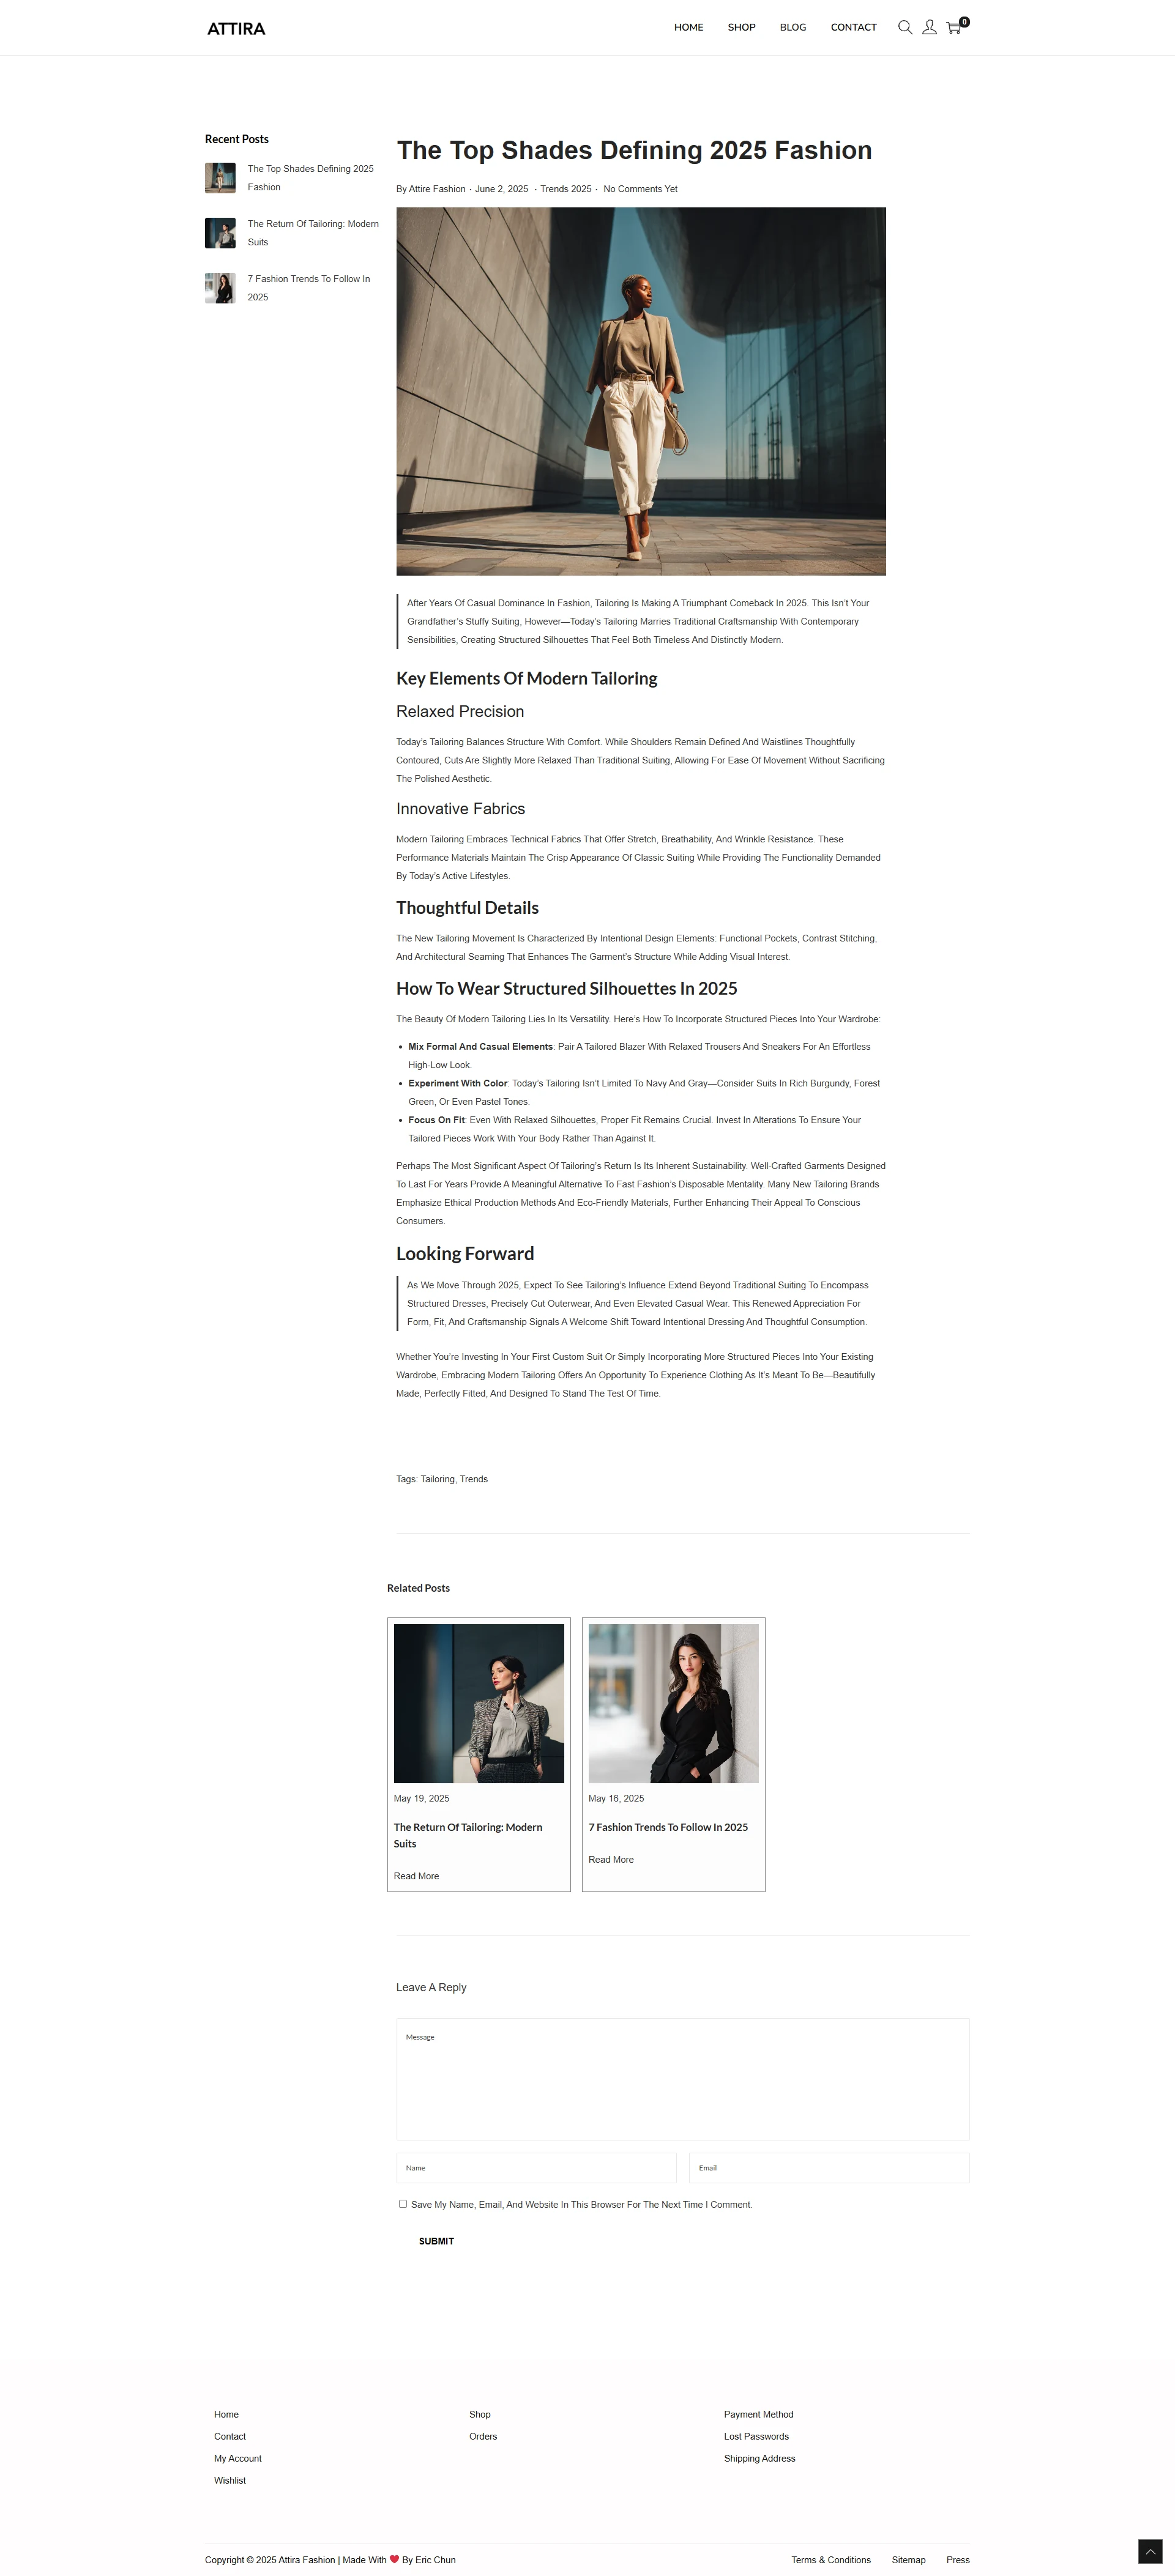 ATTIRA
HOME
SHOP
BLOG
CONTACT
0
Recent Posts
The Top Shades Defining 2025
Fashion
The Return Of Tailoring: Modern
Suits
7 Fashion Trends To Follow In
2025
The Top Shades Defining 2025 Fashion
By Attire Fashion • June 2, 2025 • Trends 2025 • No Comments Yet
After Years Of Casual Dominance In Fashion, Tailoring Is Making A Triumphant Comeback In 2025. This Isn’t Your
Grandfather’s Stuffy Suiting, However—Today’s Tailoring Marries Traditional Craftsmanship With Contemporary
Sensibilities, Creating Structured Silhouettes That Feel Both Timeless And Distinctly Modern.
Key Elements Of Modern Tailoring
Relaxed Precision
Today’s Tailoring Balances Structure With Comfort. While Shoulders Remain Defined And Waistlines Thoughtfully
Contoured, Cuts Are Slightly More Relaxed Than Traditional Suiting, Allowing For Ease Of Movement Without Sacrificing
The Polished Aesthetic.
Innovative Fabrics
Modern Tailoring Embraces Technical Fabrics That Offer Stretch, Breathability, And Wrinkle Resistance. These
Performance Materials Maintain The Crisp Appearance Of Classic Suiting While Providing The Functionality Demanded
By Today’s Active Lifestyles.
Thoughtful Details
The New Tailoring Movement Is Characterized By Intentional Design Elements: Functional Pockets, Contrast Stitching,
And Architectural Seaming That Enhances The Garment’s Structure While Adding Visual Interest.
How To Wear Structured Silhouettes In 2025
The Beauty Of Modern Tailoring Lies In Its Versatility. Here’s How To Incorporate Structured Pieces Into Your Wardrobe:
• Mix Formal And Casual Elements: Pair A Tailored Blazer With Relaxed Trousers And Sneakers For An Effortless
High-Low Look.
• Experiment With Color: Today’s Tailoring Isn’t Limited To Navy And Gray—Consider Suits In Rich Burgundy, Forest
Green, Or Even Pastel Tones.
• Focus On Fit: Even With Relaxed Silhouettes, Proper Fit Remains Crucial. Invest In Alterations To Ensure Your
Tailored Pieces Work With Your Body Rather Than Against It.
Perhaps The Most Significant Aspect Of Tailoring’s Return Is Its Inherent Sustainability. Well-Crafted Garments Designed
To Last For Years Provide A Meaningful Alternative To Fast Fashion’s Disposable Mentality. Many New Tailoring Brands
Emphasize Ethical Production Methods And Eco-Friendly Materials, Further Enhancing Their Appeal To Conscious
Consumers.
Looking Forward
As We Move Through 2025, Expect To See Tailoring’s Influence Extend Beyond Traditional Suiting To Encompass
Structured Dresses, Precisely Cut Outerwear, And Even Elevated Casual Wear. This Renewed Appreciation For
Form, Fit, And Craftsmanship Signals A Welcome Shift Toward Intentional Dressing And Thoughtful Consumption.
Whether You’re Investing In Your First Custom Suit Or Simply Incorporating More Structured Pieces Into Your Existing
Wardrobe, Embracing Modern Tailoring Offers An Opportunity To Experience Clothing As It’s Meant To Be—Beautifully
Made, Perfectly Fitted, And Designed To Stand The Test Of Time.
Tags: Tailoring, Trends
Related Posts
May 19, 2025
The Return Of Tailoring: Modern
Suits
Read More
May 16, 2025
7 Fashion Trends To Follow In 2025
Read More
Leave A Reply
Message
Name
Email
Save My Name, Email, And Website In This Browser For The Next Time I Comment.
SUBMIT
Home
Contact
My Account
Wishlist
Shop
Orders
Payment Method
Lost Passwords
Shipping Address
Copyright © 2025 Attira Fashion | Made With ❤ By Eric Chun
Terms & Conditions
Sitemap
Press